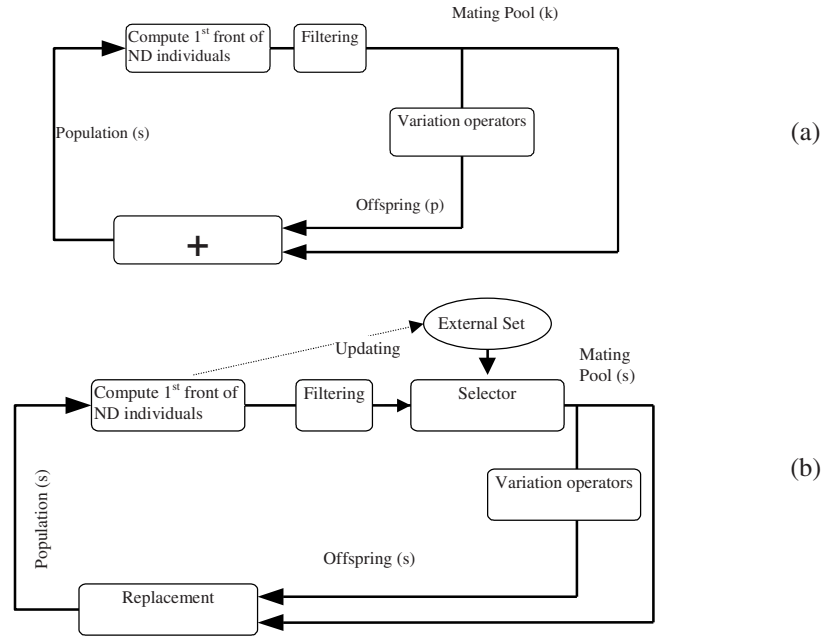 Mating Pool (k)
Compute 1st front of
ND individuals
Filtering
Variation operators
Population (s)
(a)
Offspring (p)
+
External Set
Updating
Mating
Pool (s)
Compute 1st front of
ND individuals
Filtering
Selector
Variation operators
(b)
Population (s)
Offspring (s)
Replacement